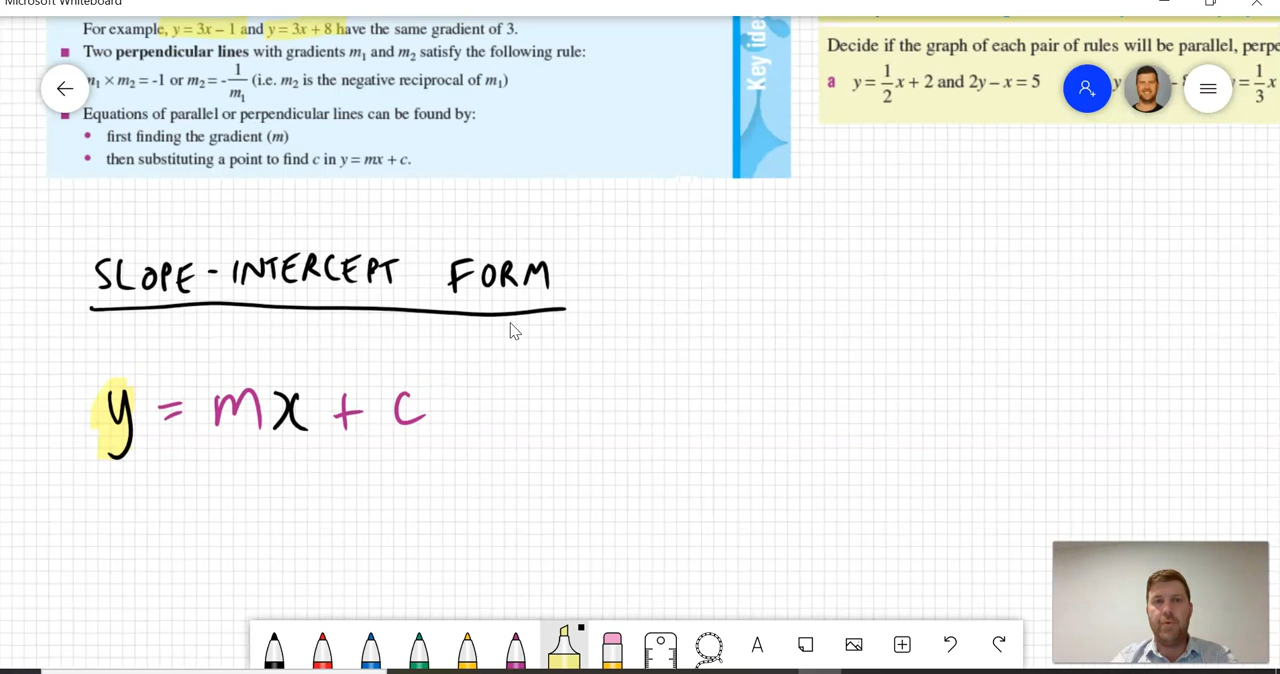 Microsoft Whiteboard
For example, y = 3x – 1 and y = 3x + 8 have the same gradient of 3.
■ Two perpendicular lines with gradients m₁ and m₂ satisfy the following rule:
m₁ × m₂ = -1 or m₂ = -1/m₁ (i.e. m₂ is the negative reciprocal of m₁)
■ Equations of parallel or perpendicular lines can be found by:
• first finding the gradient (m)
• then substituting a point to find c in y = mx + c.
Key ide
Decide if the graph of each pair of rules will be parallel, perpe
a y = 1/2 x + 2 and 2y – x = 5
y
= 1/3 x
SLOPE - INTERCEPT FORM
y = mx + c
A